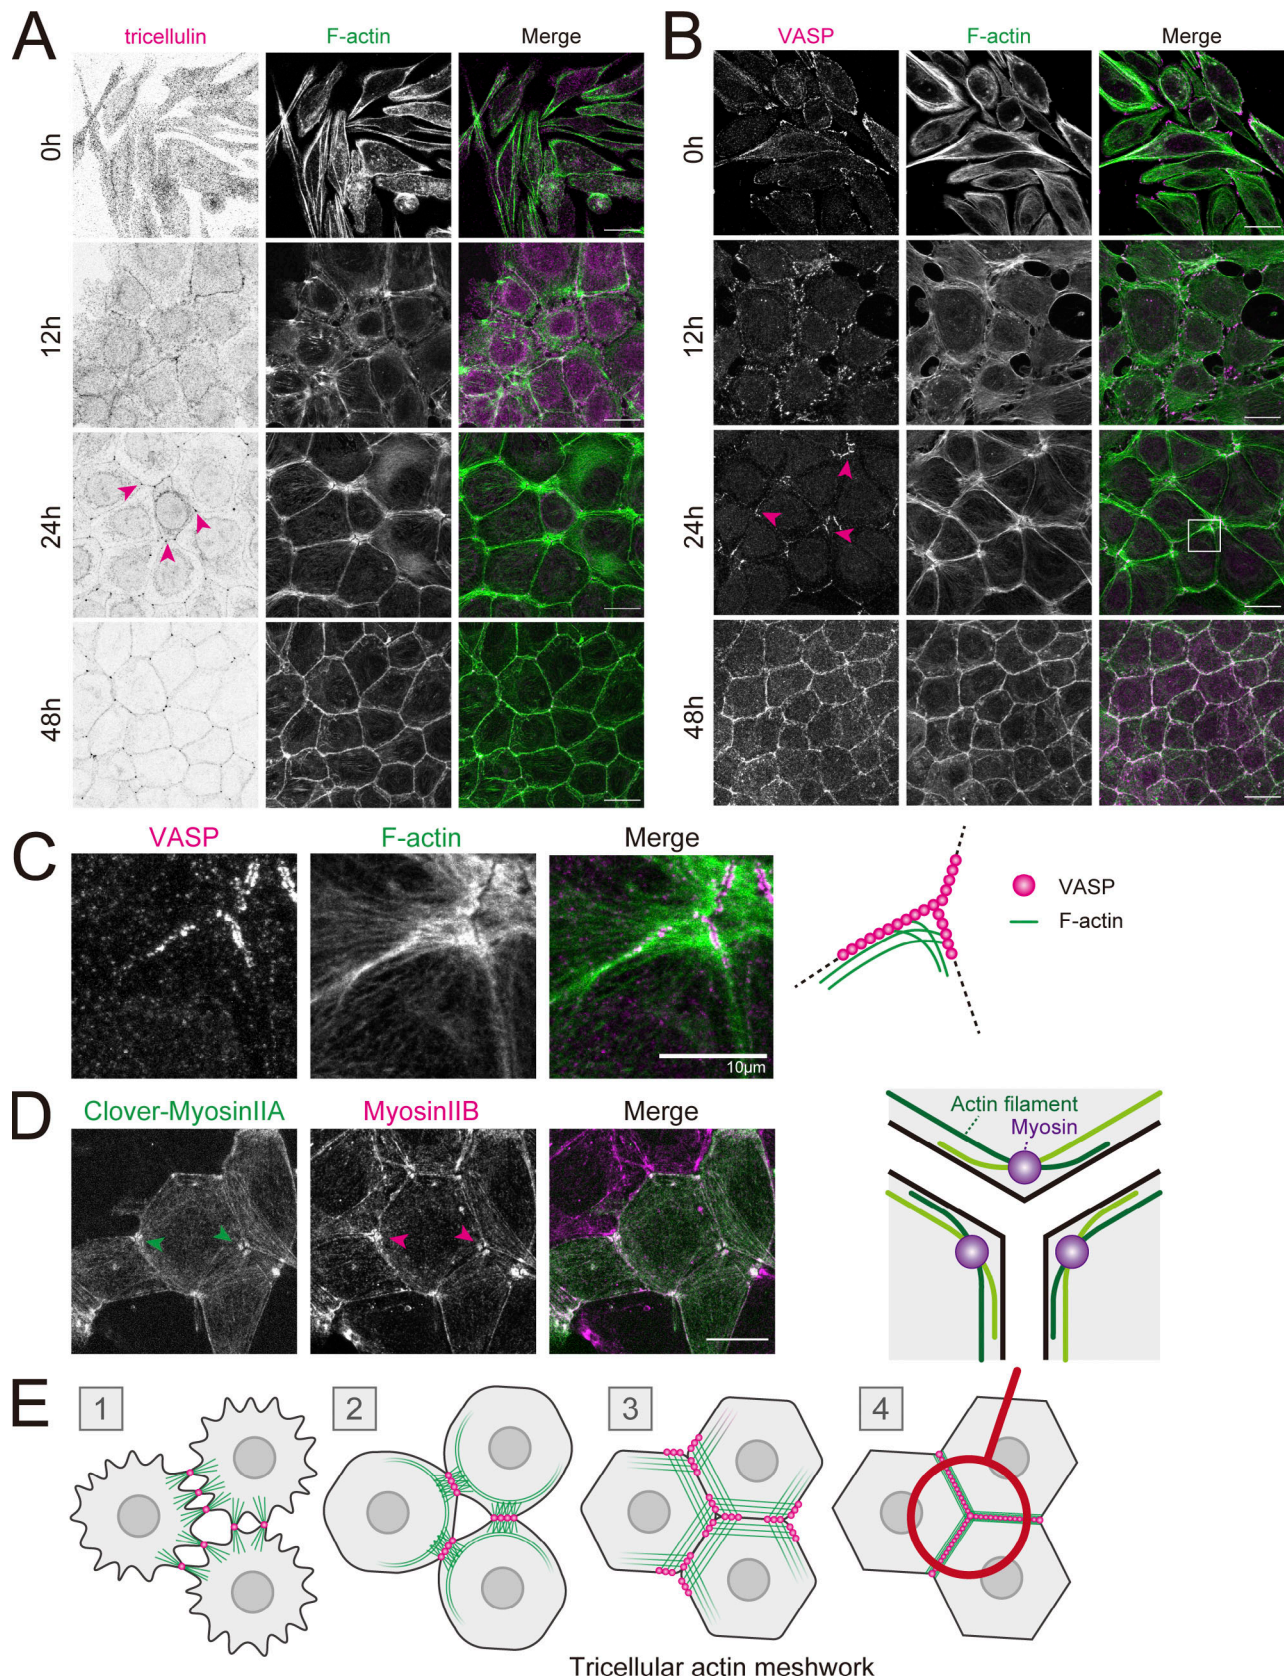 A
tricellulin F-actin Merge
0h
12h
24h
48h
B
VASP F-actin Merge
0h
12h
24h
48h
C
VASP F-actin Merge
10µm
VASP
F-actin
D
Clover-MyosinIIA MyosinIIB Merge
Actin filament
Myosin
E
1 2 3 4
Tricellular actin meshwork